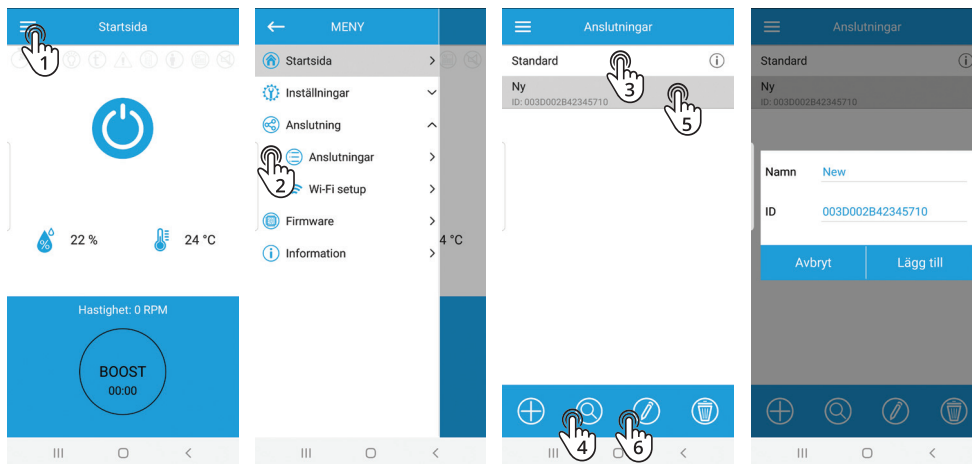 Startsida
1
22 %
24 °C
Hastighet: 0 RPM
BOOST
00:00
MENY
Startsida
Inställningar
Anslutning
Anslutningar
2
Wi-Fi setup
Firmware
Information
4 °C
Anslutningar
Standard
3
Ny
ID: 003D002B42345710
5
4
6
Anslutningar
Standard
Ny
ID: 003D002B42345710
Namn New
ID 003D002B42345710
Avbryt Lägg till